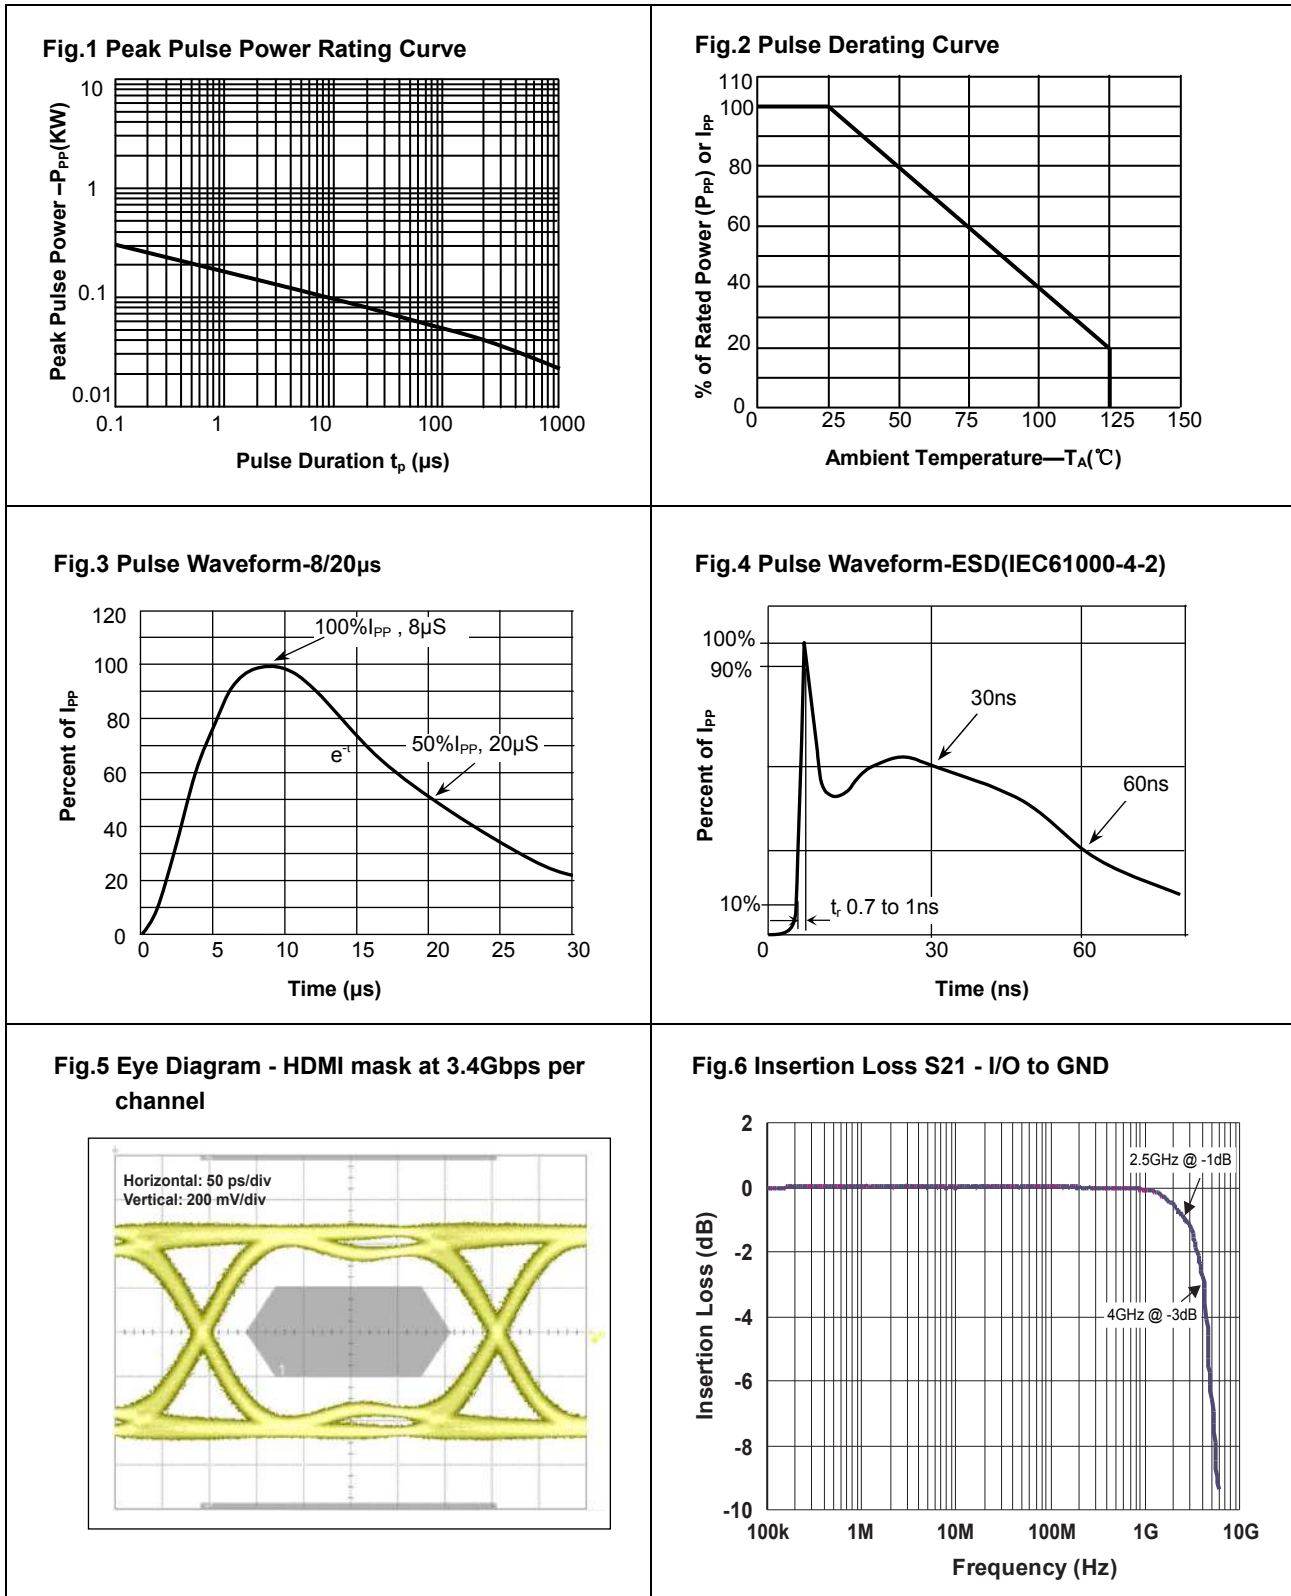 Fig.1 Peak Pulse Power Rating Curve
Peak Pulse Power –PPP(KW)
10
1
0.1
0.01
0.1 1 10 100 1000
Pulse Duration tp (µs)
Fig.2 Pulse Derating Curve
% of Rated Power (PPP) or IPP
110
100
80
60
40
20
0
0 25 50 75 100 125 150
Ambient Temperature—TA(℃)
Fig.3 Pulse Waveform-8/20µs
Percent of IPP
120
100
80
60
40
20
0
100%IPP , 8µS
e-t
50%IPP, 20µS
0 5 10 15 20 25 30
Time (µs)
Fig.4 Pulse Waveform-ESD(IEC61000-4-2)
Percent of IPP
100%
90%
10%
30ns
60ns
tr 0.7 to 1ns
0 30 60
Time (ns)
Fig.5 Eye Diagram - HDMI mask at 3.4Gbps per
channel
Horizontal: 50 ps/div
Vertical: 200 mV/div
1
Fig.6 Insertion Loss S21 - I/O to GND
Insertion Loss (dB)
2
0
-2
-4
-6
-8
-10
2.5GHz @ -1dB
4GHz @ -3dB
100k 1M 10M 100M 1G 10G
Frequency (Hz)